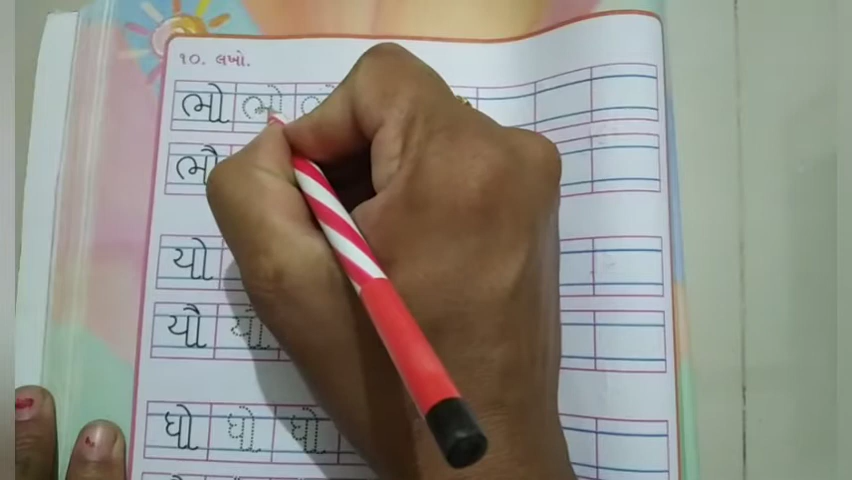 ૧૦. લખો.
ભો ભો
ભૌ
યો
યૌ યૌ
ઘો ઘો ઘો